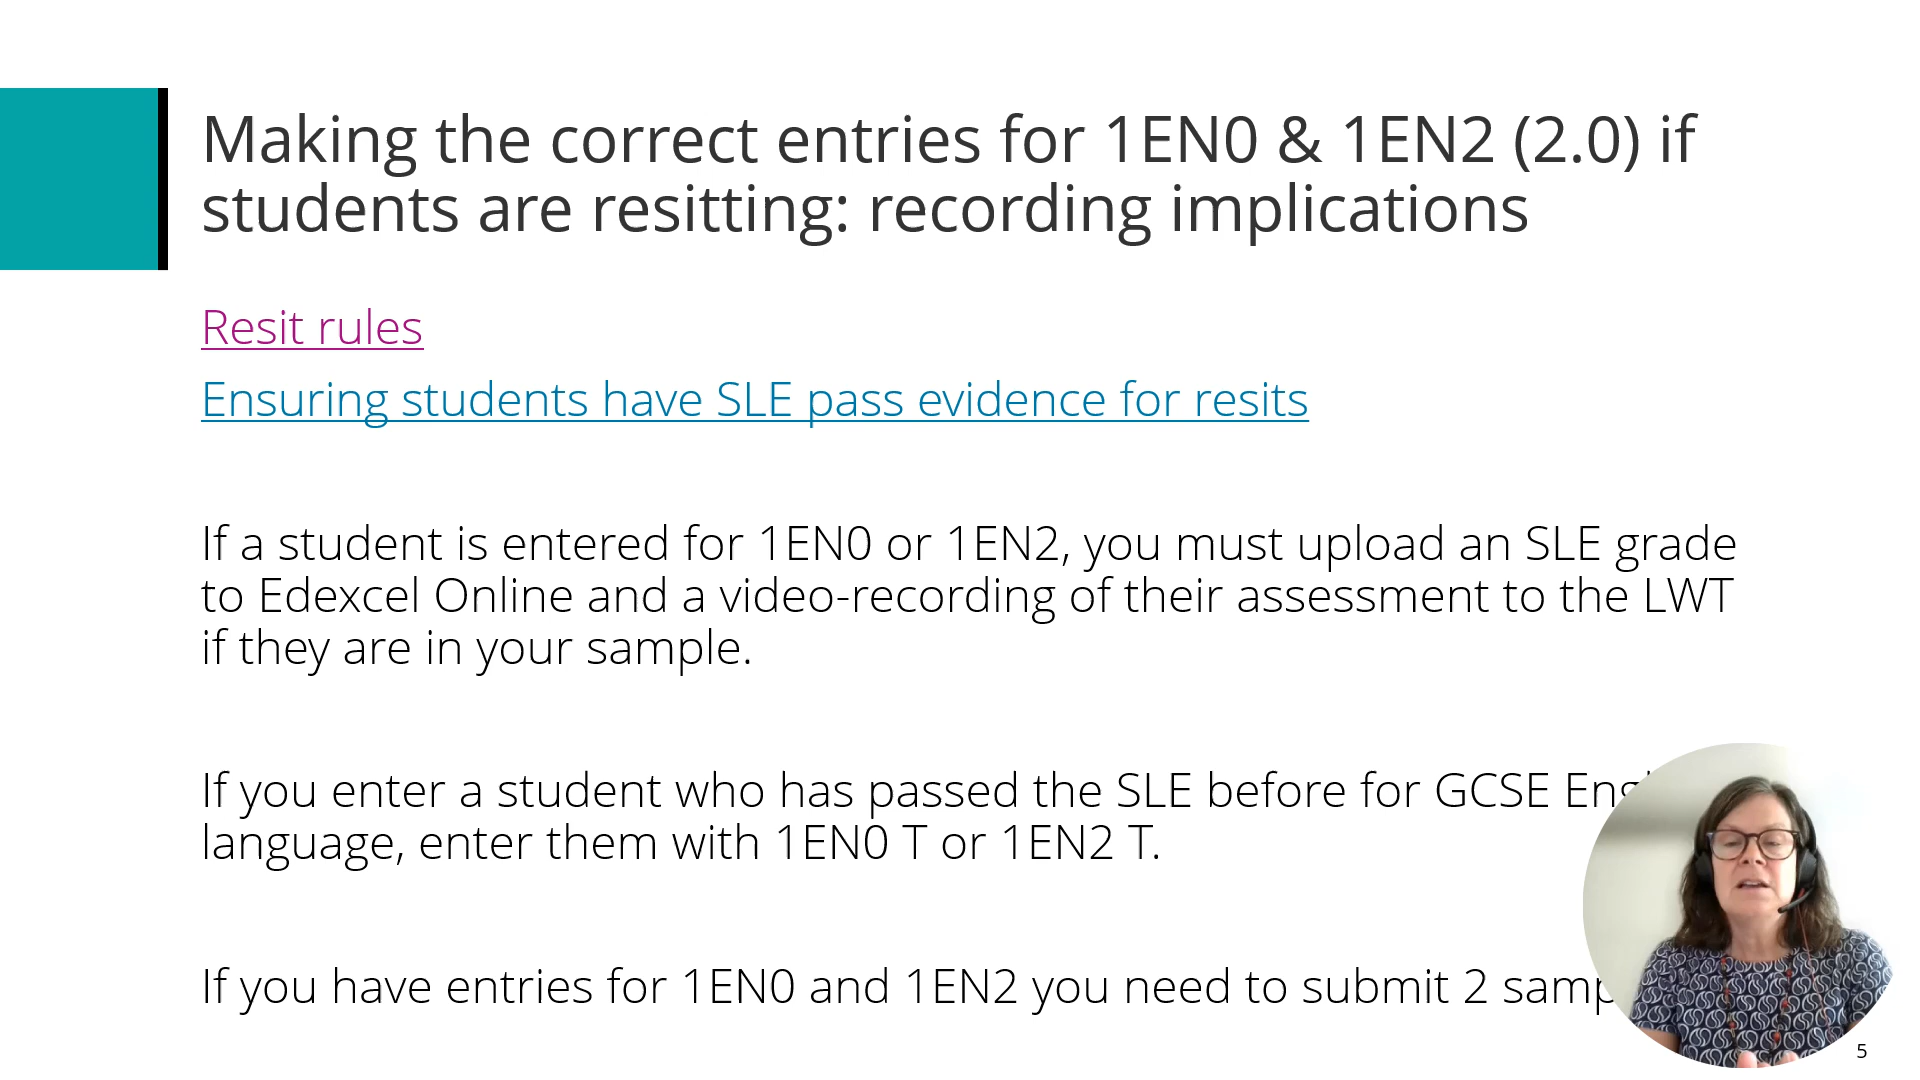 Making the correct entries for 1EN0 & 1EN2 (2.0) if
students are resitting: recording implications
Resit rules
Ensuring students have SLE pass evidence for resits
If a student is entered for 1EN0 or 1EN2, you must upload an SLE grade
to Edexcel Online and a video-recording of their assessment to the LWT
if they are in your sample.
If you enter a student who has passed the SLE before for GCSE
language, enter them with 1EN0 T or 1EN2 T.
If you have entries for 1EN0 and 1EN2 you need to submit 2
5